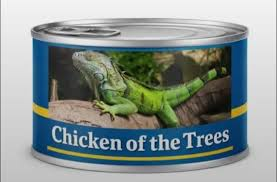 Chicken of the Trees